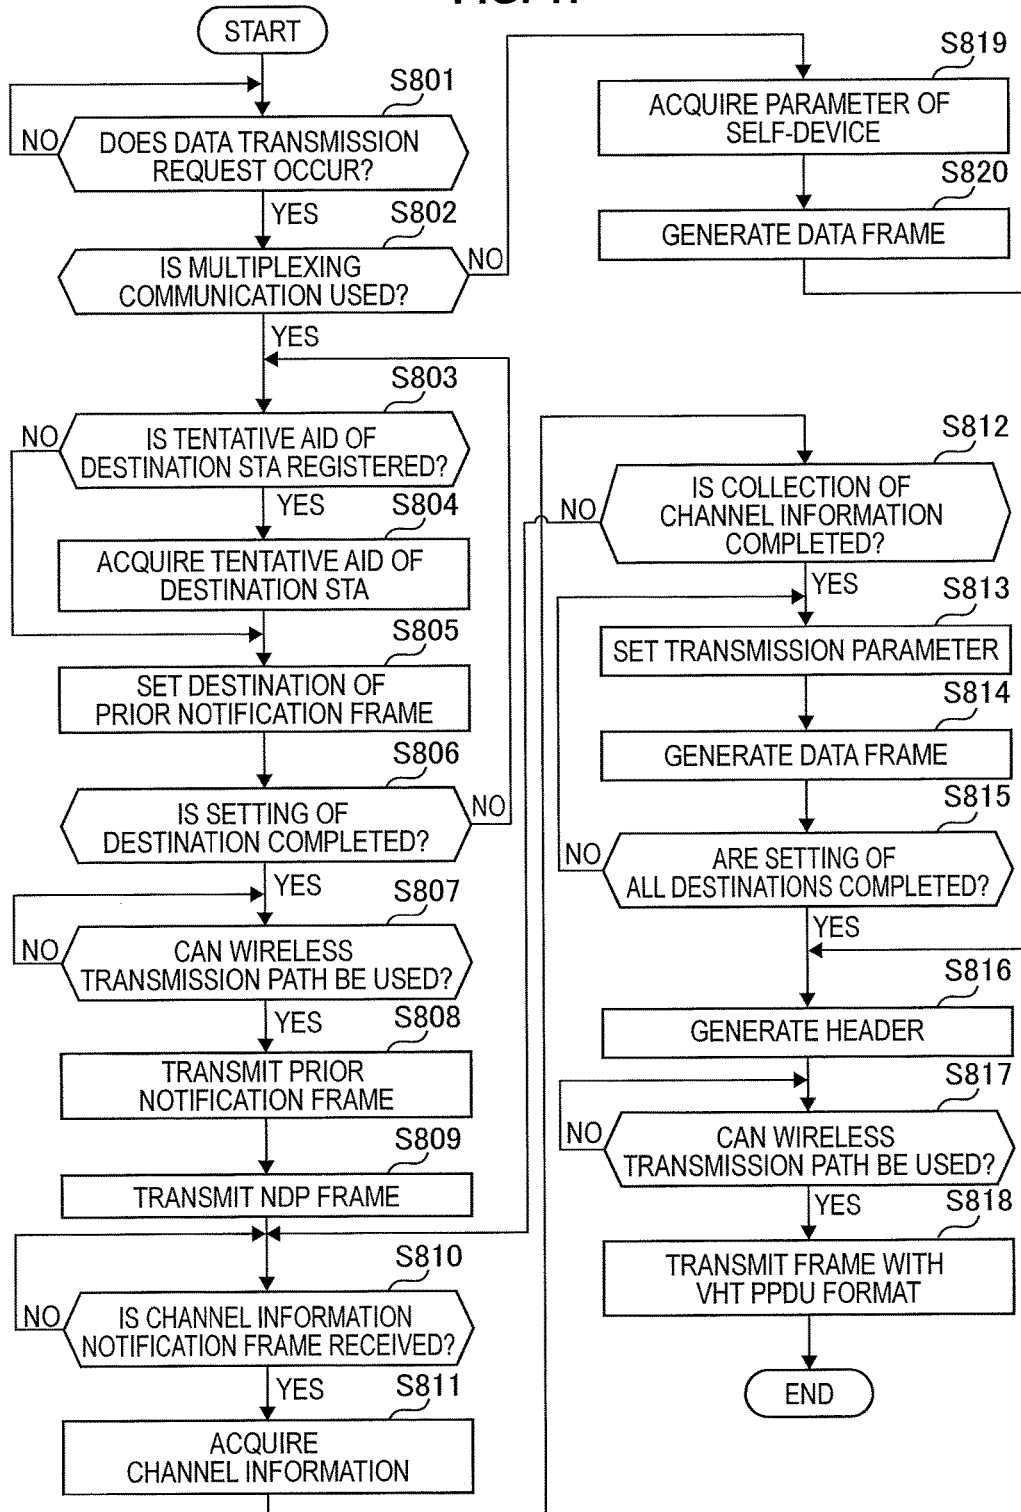 START
S801
DOES DATA TRANSMISSION
REQUEST OCCUR?
NO
YES
S802
IS MULTIPLEXING
COMMUNICATION USED?
NO
YES
S803
IS TENTATIVE AID OF
DESTINATION STA REGISTERED?
NO
YES
S804
ACQUIRE TENTATIVE AID OF
DESTINATION STA
S805
SET DESTINATION OF
PRIOR NOTIFICATION FRAME
S806
IS SETTING OF
DESTINATION COMPLETED?
NO
YES
S807
CAN WIRELESS
TRANSMISSION PATH BE USED?
NO
YES
S808
TRANSMIT PRIOR
NOTIFICATION FRAME
S809
TRANSMIT NDP FRAME
S810
IS CHANNEL INFORMATION
NOTIFICATION FRAME RECEIVED?
NO
YES
S811
ACQUIRE
CHANNEL INFORMATION
S819
ACQUIRE PARAMETER OF
SELF-DEVICE
S820
GENERATE DATA FRAME
S812
IS COLLECTION OF
CHANNEL INFORMATION
COMPLETED?
NO
YES
S813
SET TRANSMISSION PARAMETER
S814
GENERATE DATA FRAME
S815
ARE SETTING OF
ALL DESTINATIONS COMPLETED?
NO
YES
S816
GENERATE HEADER
S817
CAN WIRELESS
TRANSMISSION PATH BE USED?
NO
YES
S818
TRANSMIT FRAME WITH
VHT PPDU FORMAT
END